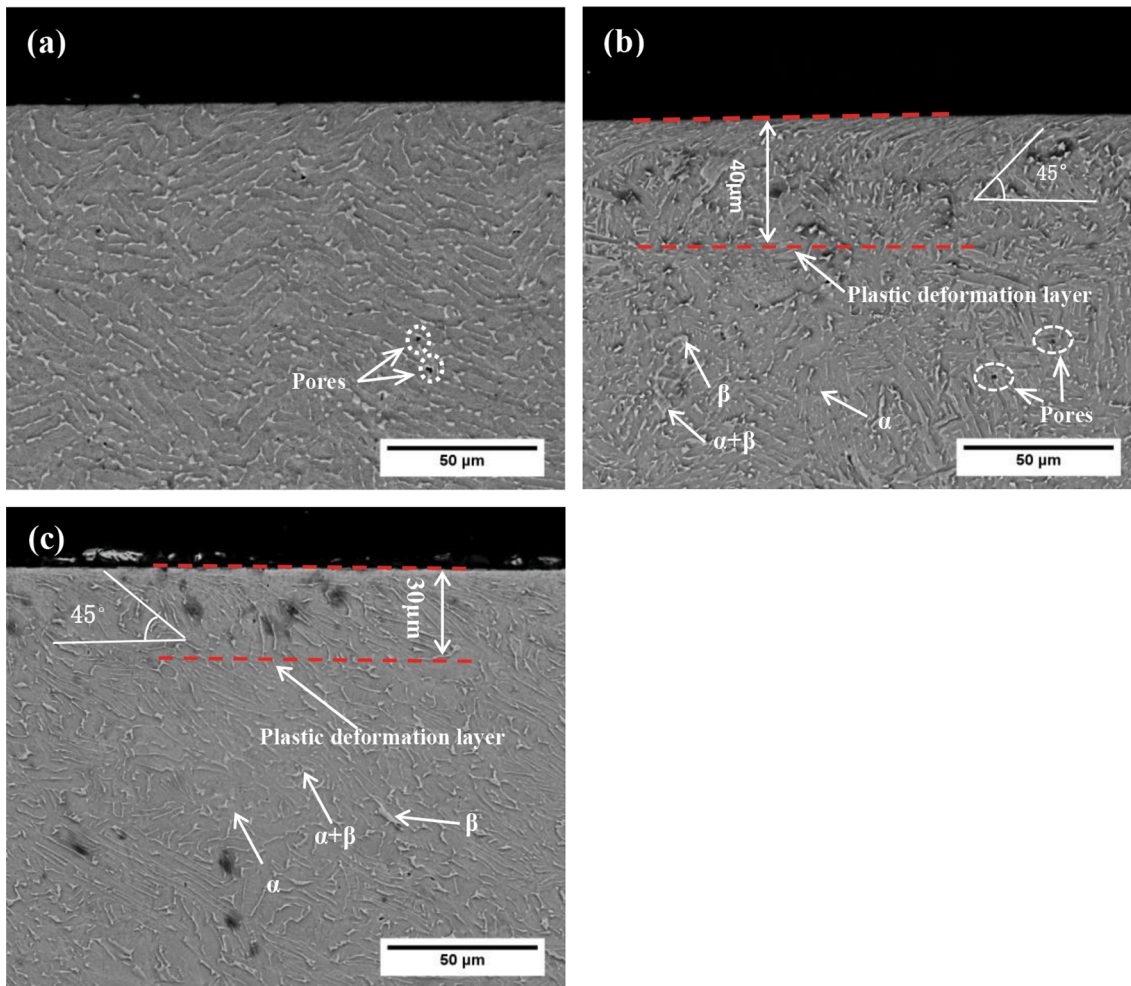 (a)
Pores
50 µm
(b)
40µm
45°
Plastic deformation layer
β
α
α+β
Pores
50 µm
(c)
30µm
45°
Plastic deformation layer
α+β
β
α
50 µm